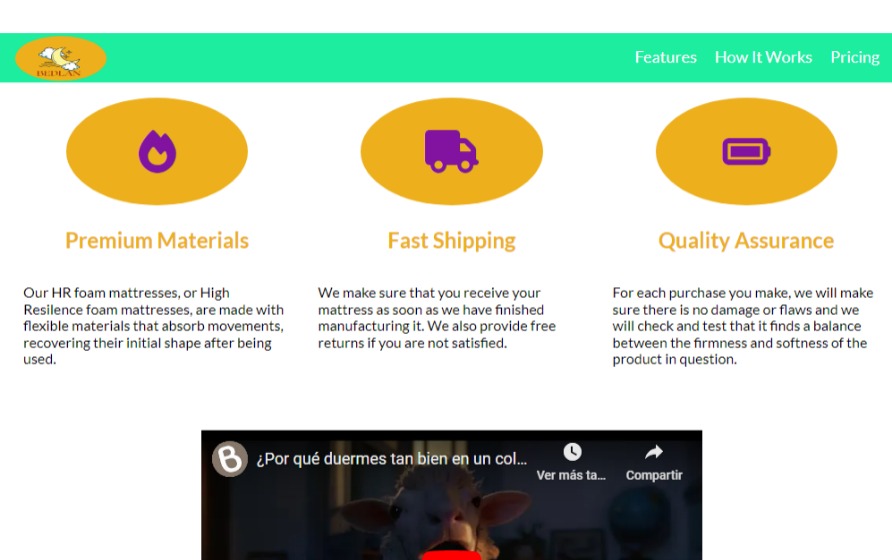 BEDLAN
Features How It Works Pricing
Premium Materials
Fast Shipping
Quality Assurance
Our HR foam mattresses, or High
Resilence foam mattresses, are made with
flexible materials that absorb movements,
recovering their initial shape after being
used.
We make sure that you receive your
mattress as soon as we have finished
manufacturing it. We also provide free
returns if you are not satisfied.
For each purchase you make, we will make
sure there is no damage or flaws and we
will check and test that it finds a balance
between the firmness and softness of the
product in question.
B
¿Por qué duermes tan bien en un col...
Ver más ta...
Compartir